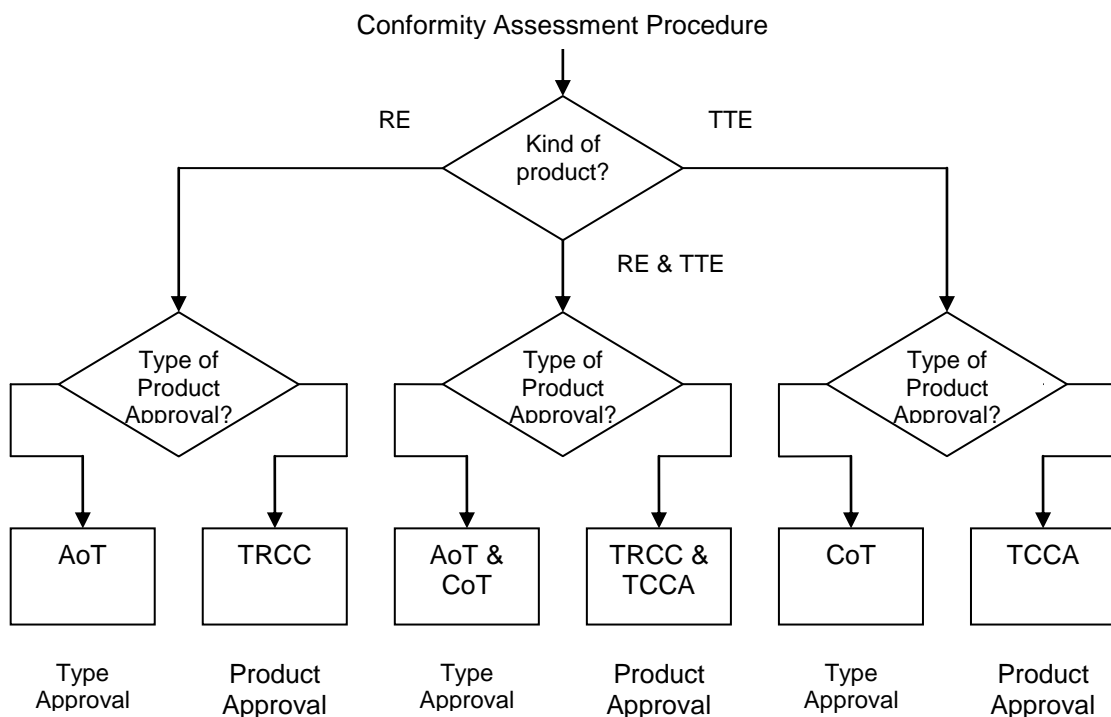 Conformity Assessment Procedure
RE
TTE
Kind of
product?
RE & TTE
Type of
Product
Approval?
Type of
Product
Approval?
Type of
Product
Approval?
AoT
TRCC
AoT &
CoT
TRCC &
TCCA
CoT
TCCA
Type
Approval
Product
Approval
Type
Approval
Product
Approval
Type
Approval
Product
Approval